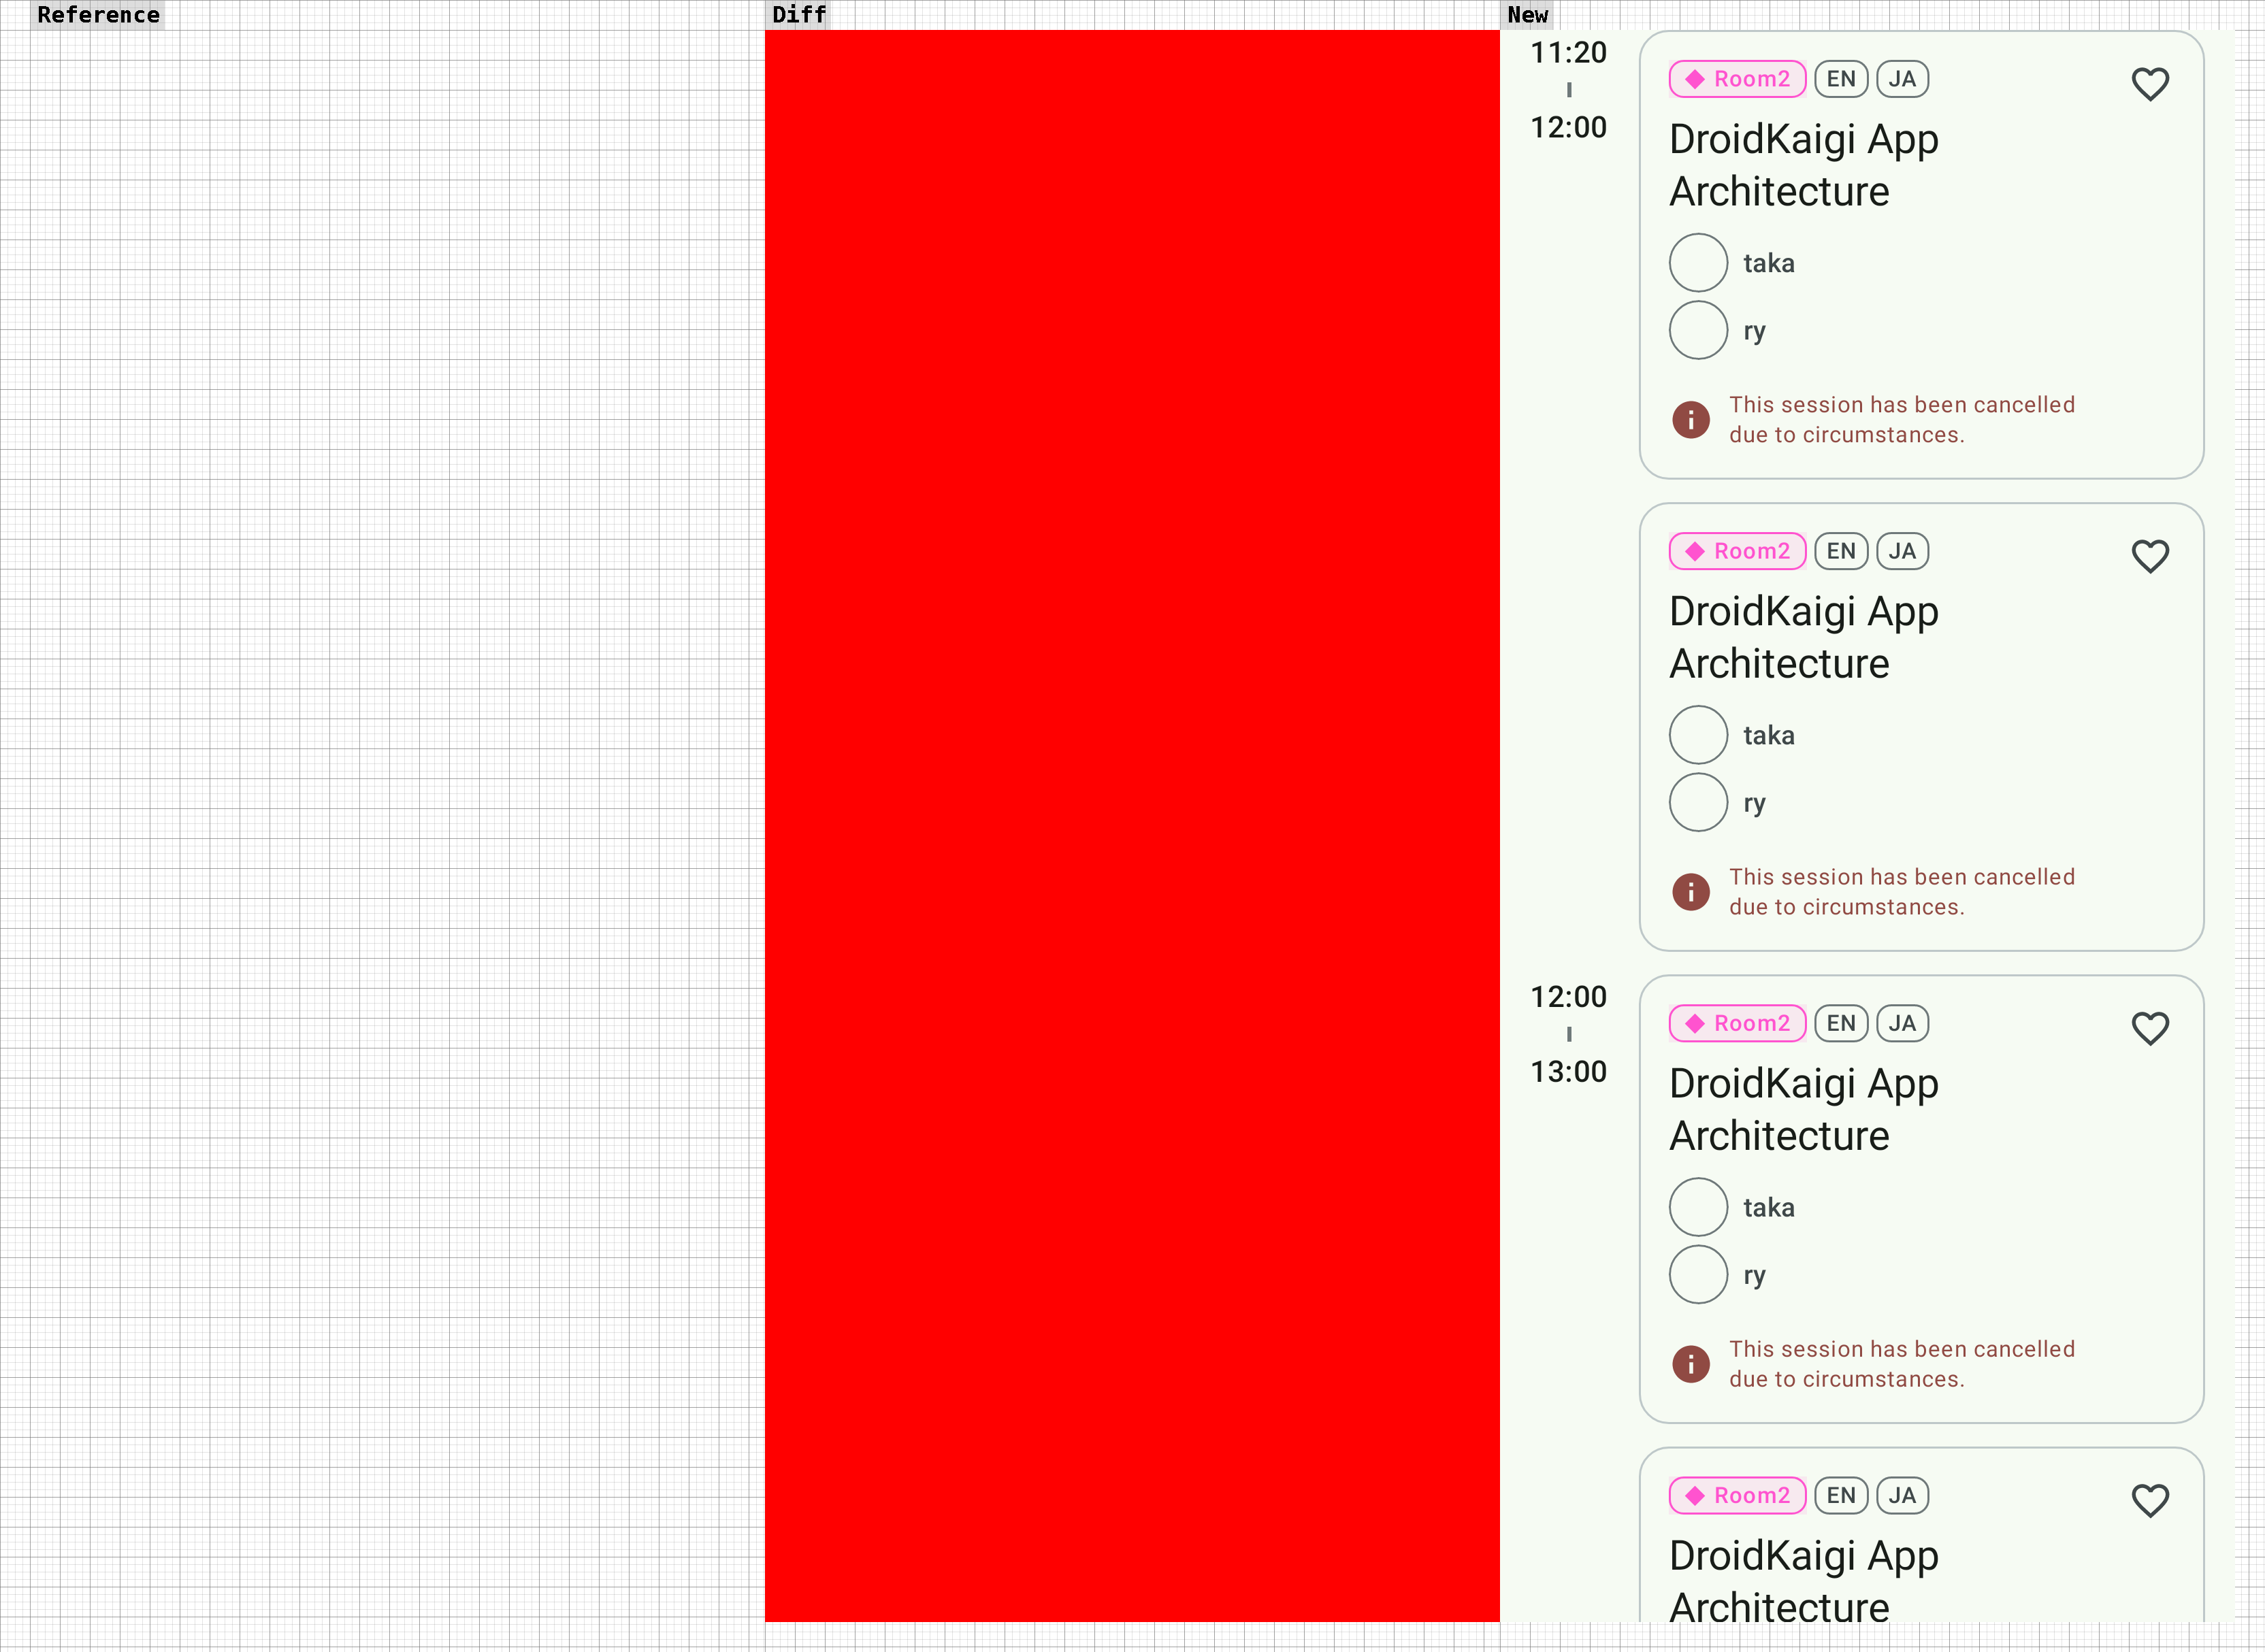 Reference
Diff
New
11:20
12:00
Room2 EN JA
DroidKaigi App
Architecture
taka
ry
This session has been cancelled
due to circumstances.
Room2 EN JA
DroidKaigi App
Architecture
taka
ry
This session has been cancelled
due to circumstances.
12:00
13:00
Room2 EN JA
DroidKaigi App
Architecture
taka
ry
This session has been cancelled
due to circumstances.
Room2 EN JA
DroidKaigi App
Architecture